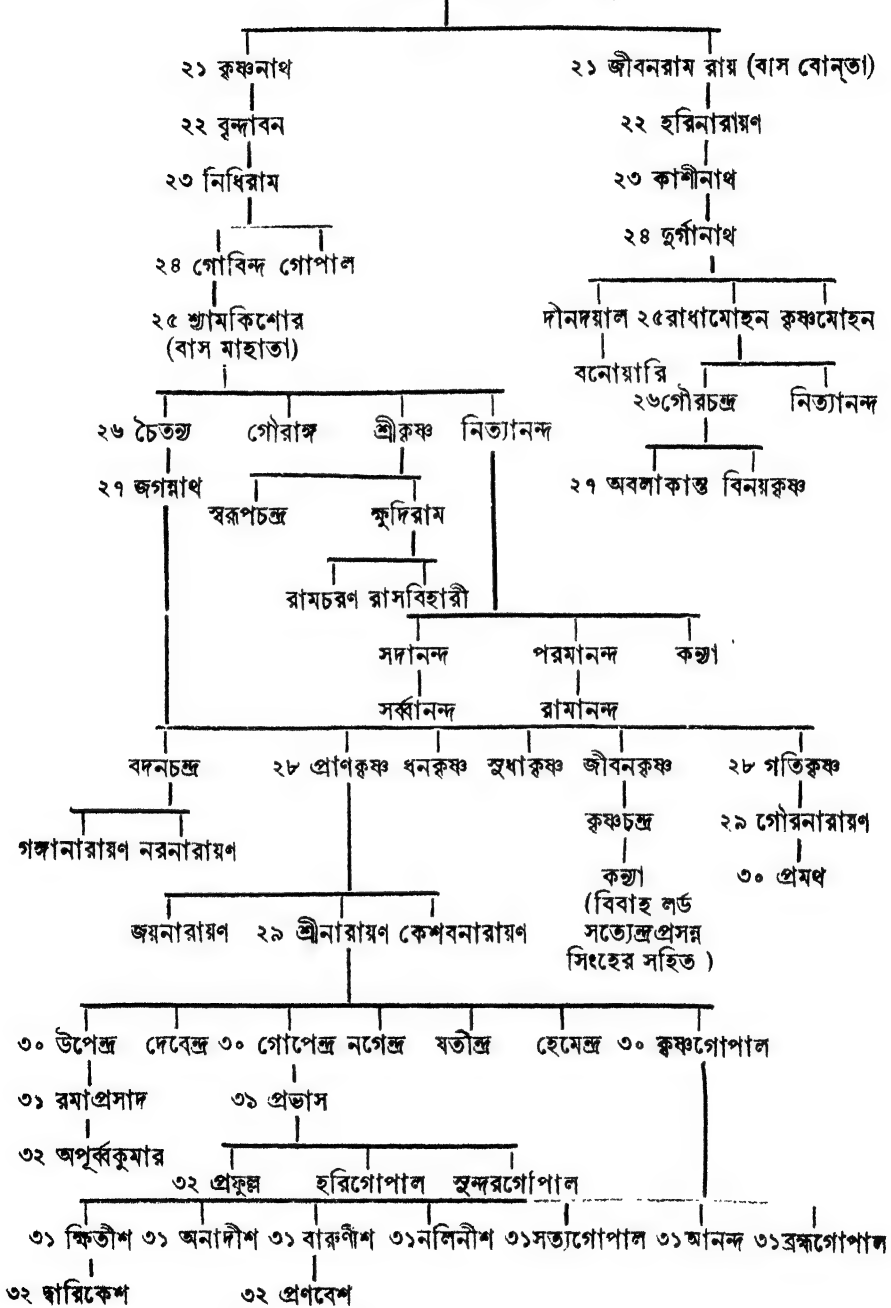 ২১ কৃষ্ণনাথ ২১ জীবনরাম রায় (বাস বোন্‌তা)
২২ বৃন্দাবন ২২ হরিনারায়ণ
২৩ নিধিরাম ২৩ কাশীনাথ
২৪ দুর্গানাথ
২৪ গোবিন্দ গোপাল
২৫ শ্যামকিশোর দীনদয়াল ২৫রাধামোহন কৃষ্ণমোহন
(বাস মাহাতা)
বনোয়ারি
২৬গৌরচন্দ্র নিত্যানন্দ
২৬ চৈতন্য গৌরাঙ্গ শ্রীকৃষ্ণ নিত্যানন্দ
২৭ জগন্নাথ ২৭ অবলাকান্ত বিনয়কৃষ্ণ
স্বরূপচন্দ্র ক্ষুদিরাম
রামচরণ রাসবিহারী
সদানন্দ পরমানন্দ কন্যা
সর্ব্বানন্দ রামানন্দ
বদনচন্দ্র ২৮ প্রাণকৃষ্ণ ধনকৃষ্ণ সুধাকৃষ্ণ জীবনকৃষ্ণ ২৮ গতিকৃষ্ণ
কৃষ্ণচন্দ্র ২৯ গৌরনারায়ণ
গঙ্গানারায়ণ নরনারায়ণ
কন্যা ৩০ প্রমথ
(বিবাহ লর্ড
জয়নারায়ণ ২৯ শ্রীনারায়ণ কেশবনারায়ণ সত্যেন্দ্রপ্রসন্ন
সিংহের সহিত )
৩০ উপেন্দ্র দেবেন্দ্র ৩০ গোপেন্দ্র নগেন্দ্র যতীন্দ্র হেমেন্দ্র ৩০ কৃষ্ণগোপাল
৩১ রমাপ্রসাদ ৩১ প্রভাস
৩২ অপূর্ব্বকুমার
৩২ প্রফুল্ল হরিগোপাল সুন্দরগোপাল
৩১ ক্ষিতীশ ৩১ অনাদীশ ৩১ বারুণীশ ৩১নলিনীশ ৩১সত্যগোপাল ৩১আনন্দ ৩১ব্রহ্মগোপাল
৩২ দ্বারিকেশ ৩২ প্রণবেশ